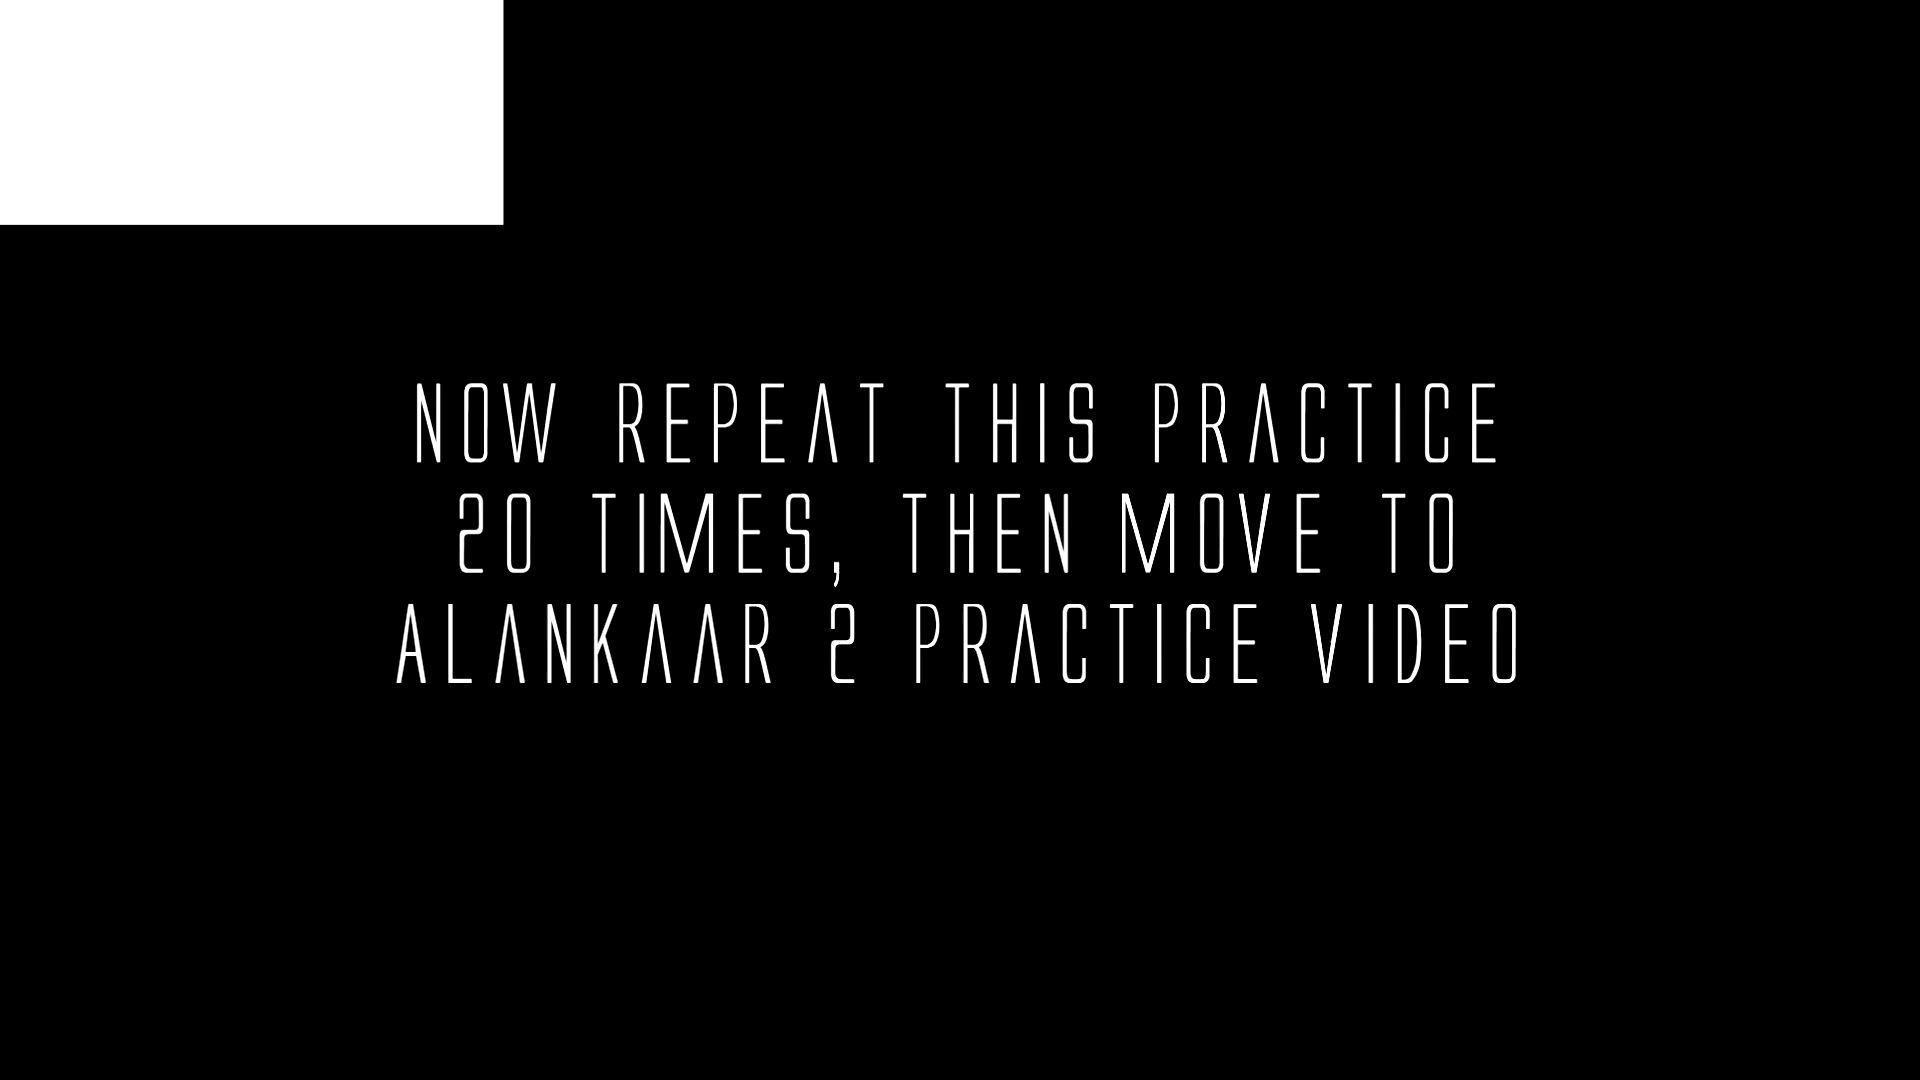 NOW REPEAT THIS PRACTICE
20 TIMES, THEN MOVE TO
ALANKAAR 2 PRACTICE VIDEO